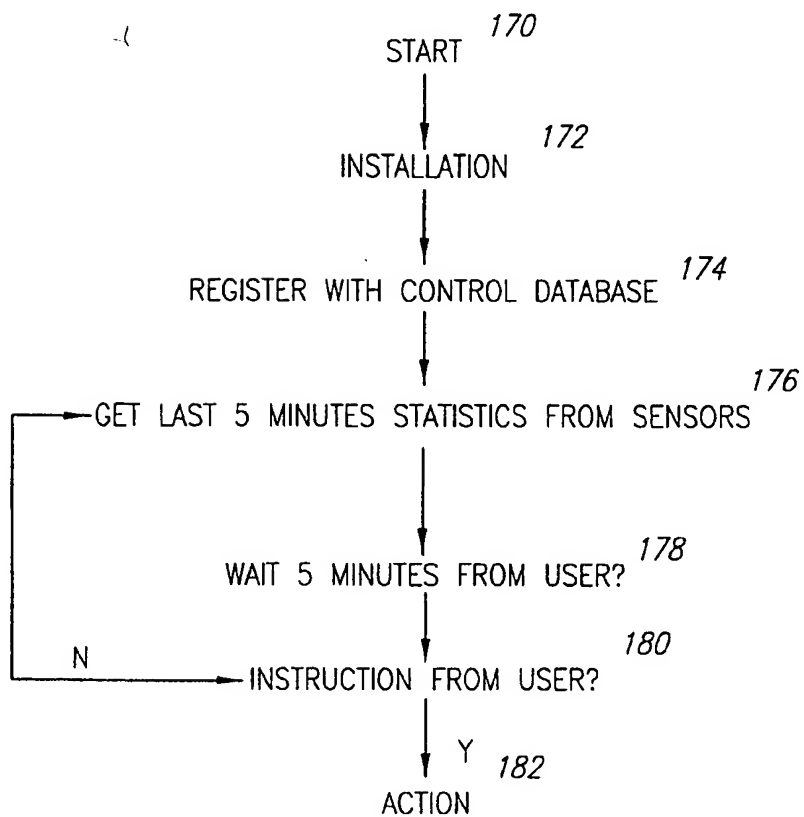 START 170
INSTALLATION 172
REGISTER WITH CONTROL DATABASE 174
GET LAST 5 MINUTES STATISTICS FROM SENSORS 176
WAIT 5 MINUTES FROM USER? 178
N INSTRUCTION FROM USER? 180
Y
ACTION 182